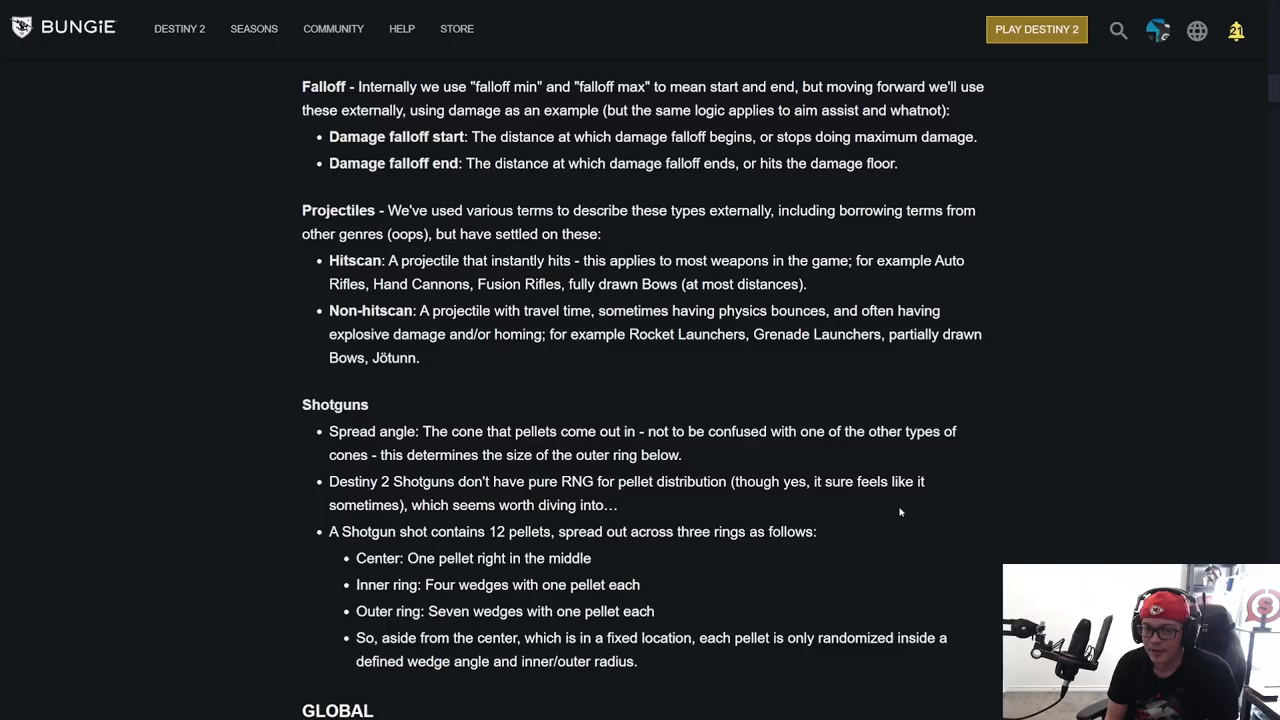 BUNGiE
DESTINY 2
SEASONS
COMMUNITY
HELP
STORE
PLAY DESTINY 2
21
Falloff - Internally we use "falloff min" and "falloff max" to mean start and end, but moving forward we'll use
these externally, using damage as an example (but the same logic applies to aim assist and whatnot):
• Damage falloff start: The distance at which damage falloff begins, or stops doing maximum damage.
• Damage falloff end: The distance at which damage falloff ends, or hits the damage floor.
Projectiles - We've used various terms to describe these types externally, including borrowing terms from
other genres (oops), but have settled on these:
• Hitscan: A projectile that instantly hits - this applies to most weapons in the game; for example Auto
Rifles, Hand Cannons, Fusion Rifles, fully drawn Bows (at most distances).
• Non-hitscan: A projectile with travel time, sometimes having physics bounces, and often having
explosive damage and/or homing; for example Rocket Launchers, Grenade Launchers, partially drawn
Bows, Jötunn.
Shotguns
• Spread angle: The cone that pellets come out in - not to be confused with one of the other types of
cones - this determines the size of the outer ring below.
• Destiny 2 Shotguns don't have pure RNG for pellet distribution (though yes, it sure feels like it
sometimes), which seems worth diving into…
• A Shotgun shot contains 12 pellets, spread out across three rings as follows:
• Center: One pellet right in the middle
• Inner ring: Four wedges with one pellet each
• Outer ring: Seven wedges with one pellet each
• So, aside from the center, which is in a fixed location, each pellet is only randomized inside a
defined wedge angle and inner/outer radius.
GLOBAL